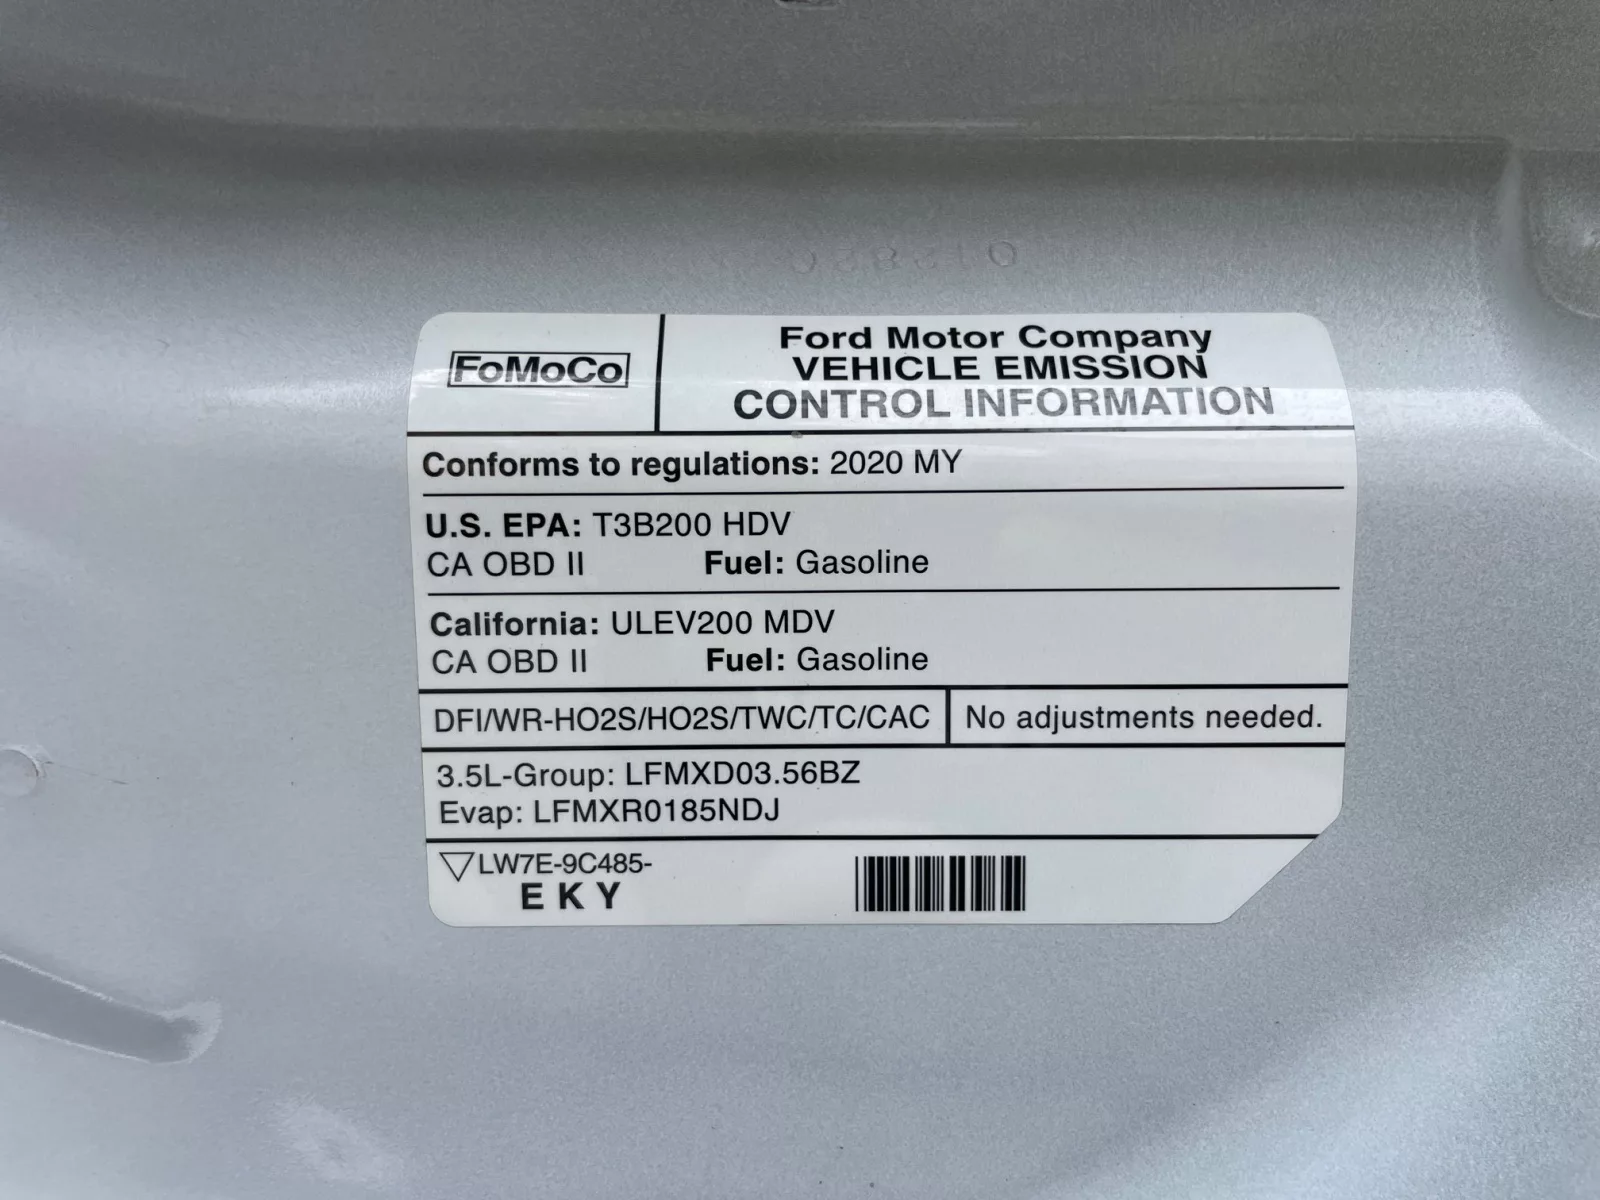 FoMoCo
Ford Motor Company
VEHICLE EMISSION
CONTROL INFORMATION
Conforms to regulations: 2020 MY
U.S. EPA: T3B200 HDV
CA OBD II Fuel: Gasoline
California: ULEV200 MDV
CA OBD II Fuel: Gasoline
DFI/WR-HO2S/HO2S/TWC/TC/CAC No adjustments needed.
3.5L-Group: LFMXD03.56BZ
Evap: LFMXR0185NDJ
LW7E-9C485-
EKY